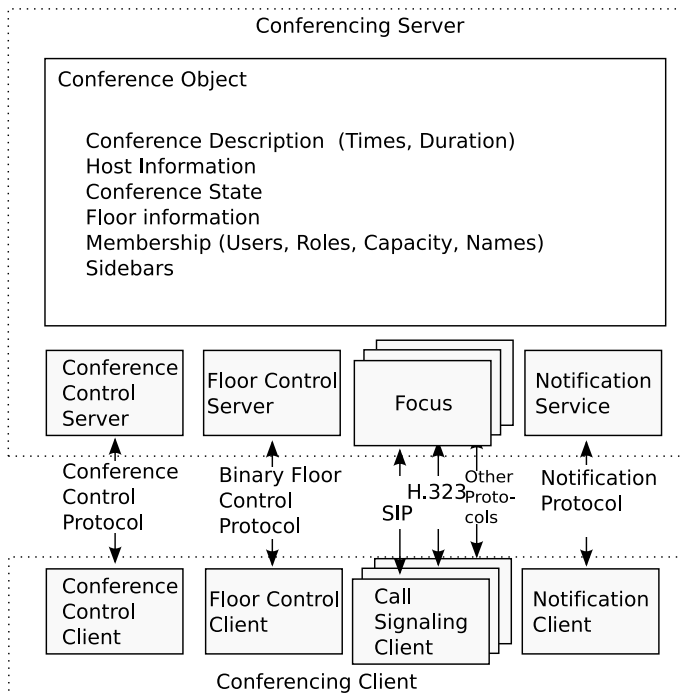 Conferencing Server
Conference Object
Conference Description (Times, Duration)
Host Information
Conference State
Floor information
Membership (Users, Roles, Capacity, Names)
Sidebars
Conference
Control
Server
Floor Control
Server
Focus
Notification
Service
Conference
Control
Protocol
Binary Floor
Control
Protocol
SIP
H.323
Other
Proto-
cols
Notification
Protocol
Conference
Control
Client
Floor Control
Client
Call
Signaling
Client
Notification
Client
Conferencing Client